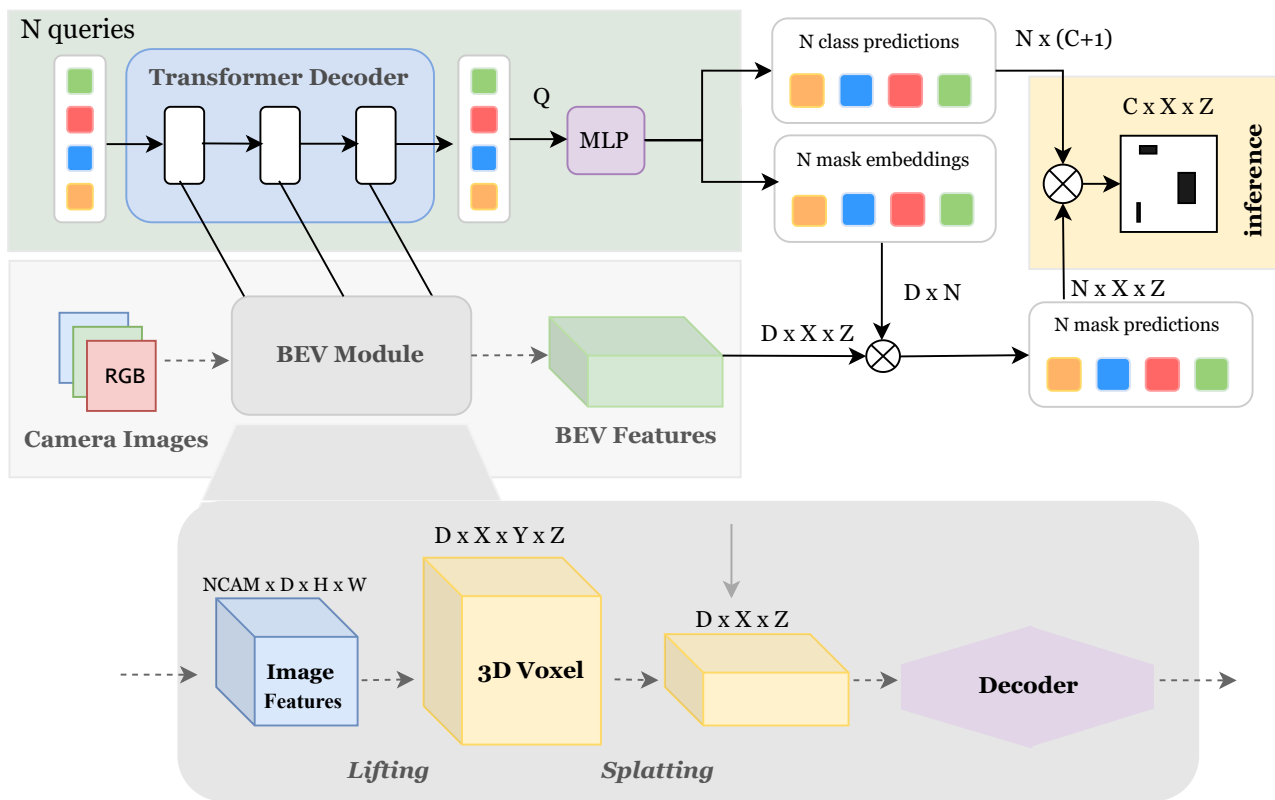 N queries
Transformer Decoder
Q
MLP
N class predictions
N x (C+1)
C x X x Z
inference
N mask embeddings
D x N
N x X x Z
D x X x Z
N mask predictions
RGB
BEV Module
Camera Images
BEV Features
D x X x Y x Z
NCAM x D x H x W
D x X x Z
Image
Features
3D Voxel
Decoder
Lifting
Splatting